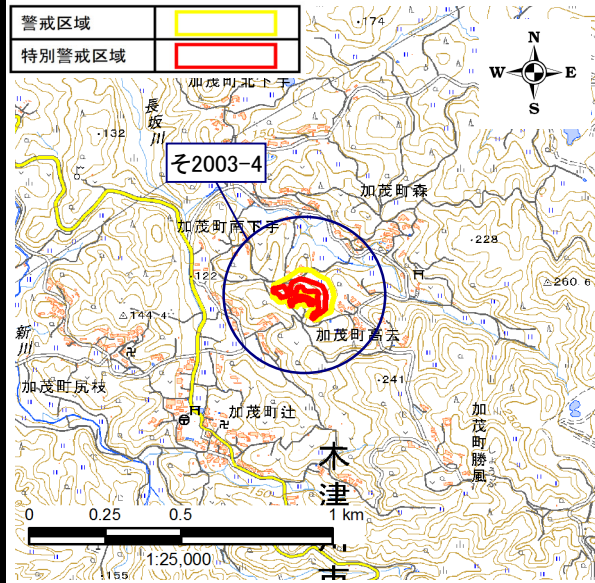 警戒区域
特別警戒区域
・174
N
W E
S
加茂町北下手
長坂川
150
・132
そ2003-4
加茂町森
加茂町南下手
・228
・122
△260.6
△144.4
新川
加茂町高去
加茂町尻枝
・241
加茂町辻
加茂町勝風
木津川市
150
0 0.25 0.5 1 km
1:25,000
・155